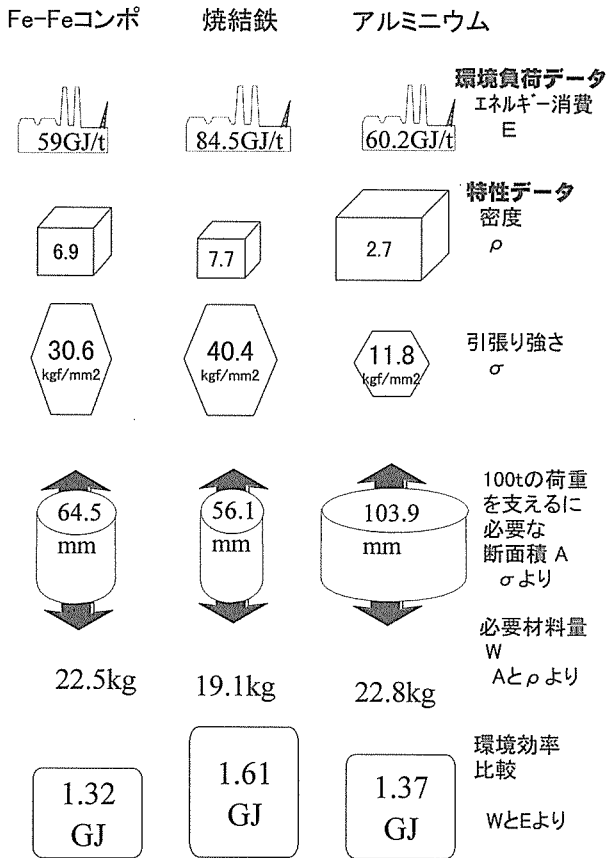 Fe-Feコンポ 焼結鉄 アルミニウム
59GJ/t 84.5GJ/t 60.2GJ/t
環境負荷データ
エネルギー消費
E
6.9 7.7 2.7
特性データ
密度
ρ
30.6 40.4 11.8
kgf/mm2 kgf/mm2 kgf/mm2
引張り強さ
σ
64.5 56.1 103.9
mm mm mm
100tの荷重
を支えるに
必要な
断面積 A
σより
22.5kg 19.1kg 22.8kg
必要材料量
W
Aとρより
1.32 1.61 1.37
GJ GJ GJ
環境効率
比較
WとEより